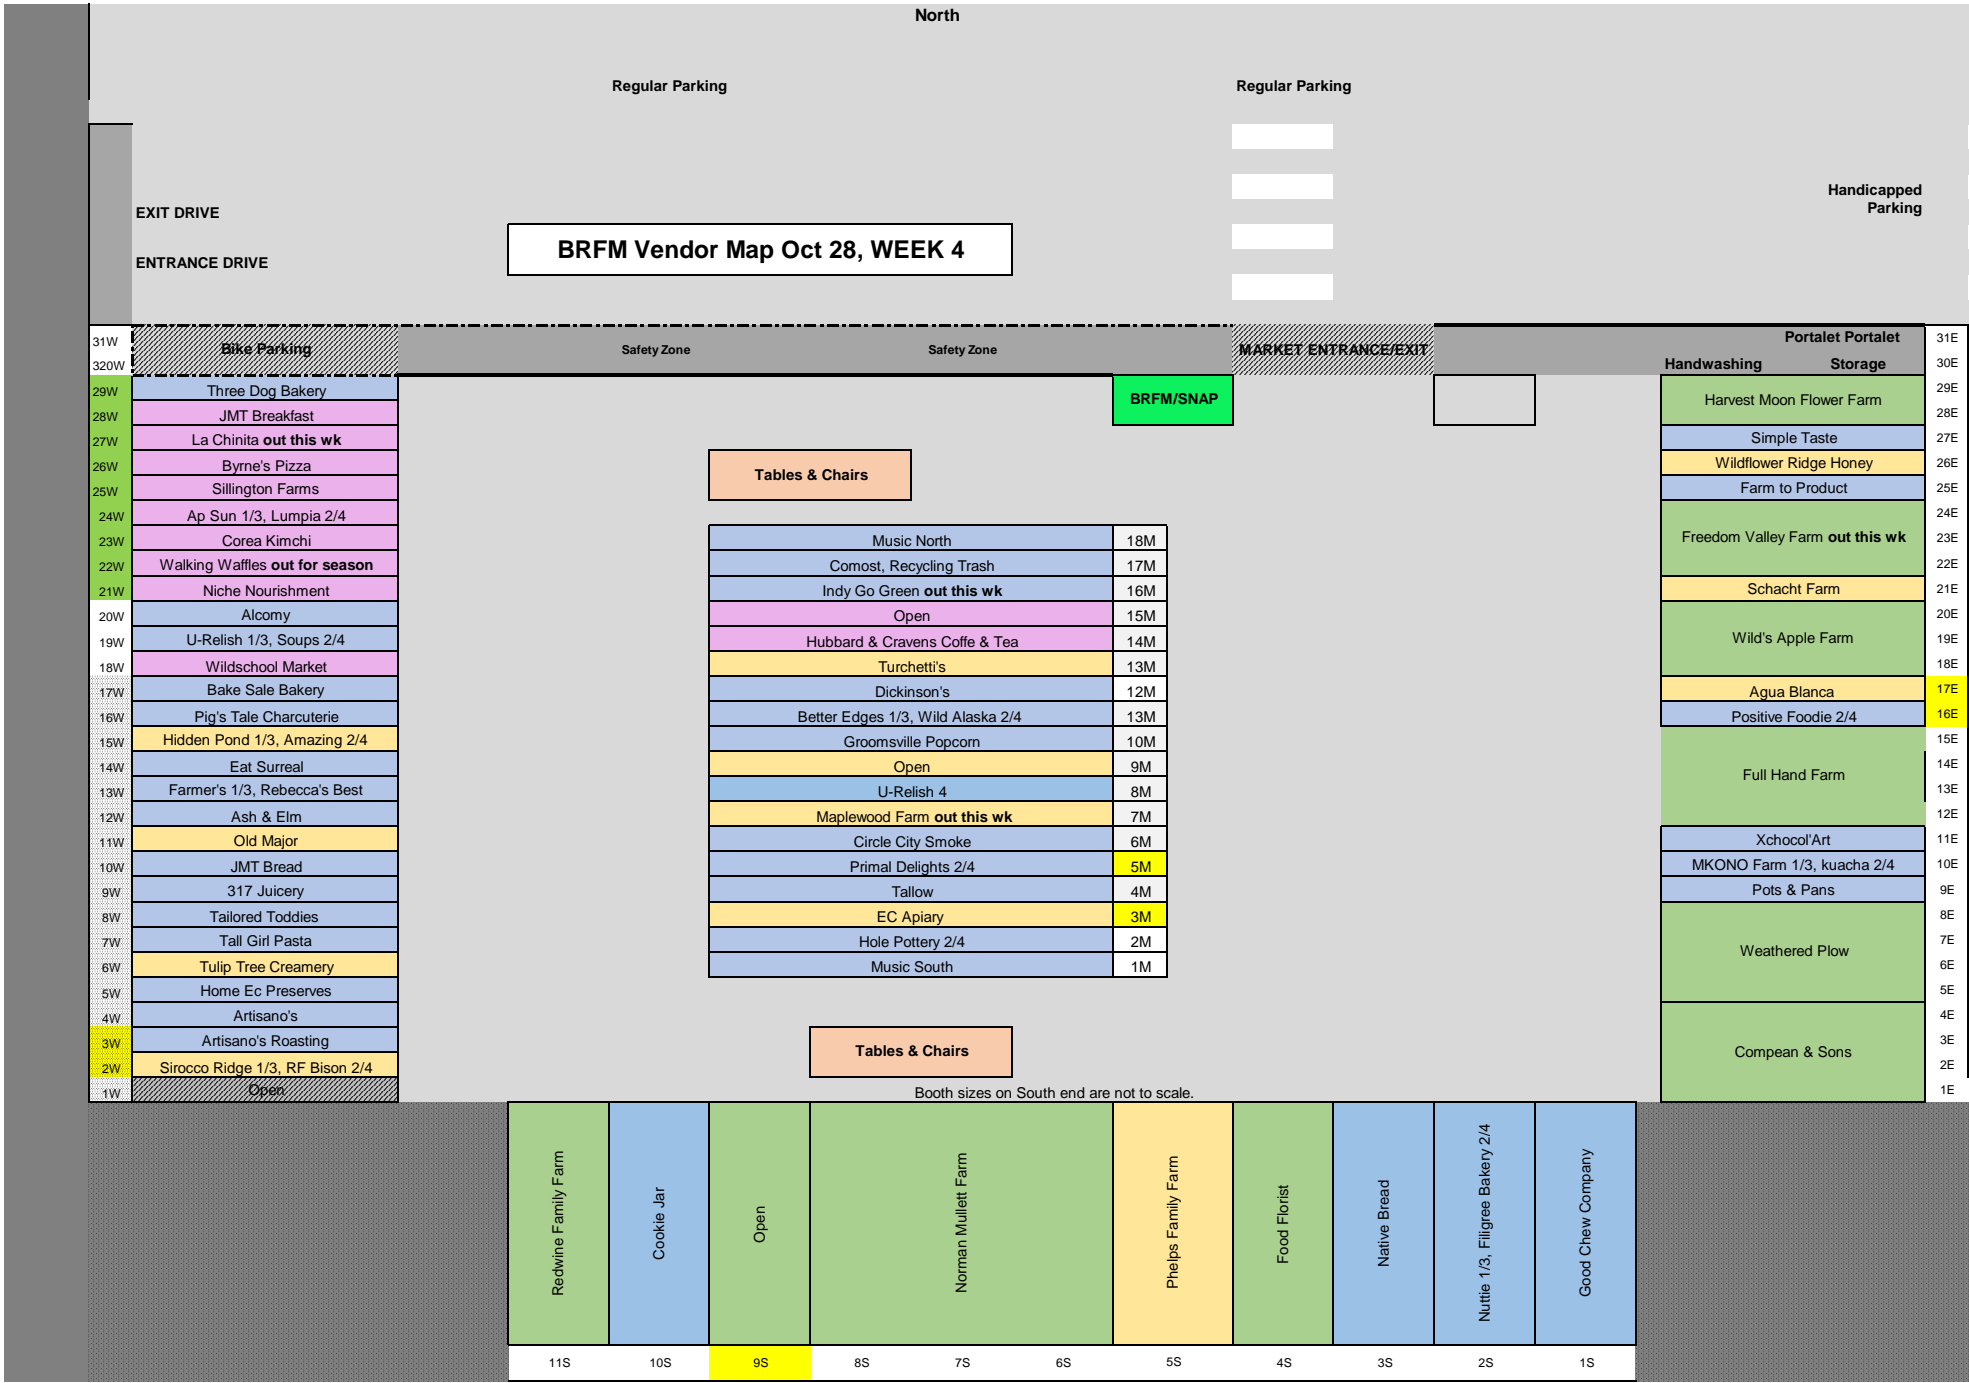 North
Regular Parking
Regular Parking
Handicapped
Parking
EXIT DRIVE
BRFM Vendor Map Oct 28, WEEK 4
ENTRANCE DRIVE
31W
320W
Bike Parking
Safety Zone
Safety Zone
MARKET ENTRANCE/EXIT
Portalet Portalet
31E
Handwashing
Storage
30E
29W Three Dog Bakery
28W JMT Breakfast
27W La Chinita out this wk
26W Byrne's Pizza
25W Sillington Farms
24W Ap Sun 1/3, Lumpia 2/4
23W Corea Kimchi
22W Walking Waffles out for season
21W Niche Nourishment
20W Alcomy
19W U-Relish 1/3, Soups 2/4
18W Wildschool Market
17W Bake Sale Bakery
16W Pig's Tale Charcuterie
15W Hidden Pond 1/3, Amazing 2/4
14W Eat Surreal
13W Farmer's 1/3, Rebecca's Best
12W Ash & Elm
11W Old Major
10W JMT Bread
9W 317 Juicery
8W Tailored Toddies
7W Tall Girl Pasta
6W Tulip Tree Creamery
5W Home Ec Preserves
4W Artisano's
3W Artisano's Roasting
2W Sirocco Ridge 1/3, RF Bison 2/4
1W Open
BRFM/SNAP
Tables & Chairs
Music North 18M
Comost, Recycling Trash 17M
Indy Go Green out this wk 16M
Open 15M
Hubbard & Cravens Coffe & Tea 14M
Turchetti's 13M
Dickinson's 12M
Better Edges 1/3, Wild Alaska 2/4 13M
Groomsville Popcorn 10M
Open 9M
U-Relish 4 8M
Maplewood Farm out this wk 7M
Circle City Smoke 6M
Primal Delights 2/4 5M
Tallow 4M
EC Apiary 3M
Hole Pottery 2/4 2M
Music South 1M
Tables & Chairs
Booth sizes on South end are not to scale.
Harvest Moon Flower Farm
29E
28E
Simple Taste 27E
Wildflower Ridge Honey 26E
Farm to Product 25E
24E
Freedom Valley Farm out this wk 23E
22E
Schacht Farm 21E
20E
Wild's Apple Farm 19E
18E
Agua Blanca 17E
Positive Foodie 2/4 16E
15E
14E
Full Hand Farm
13E
12E
Xchocol'Art 11E
MKONO Farm 1/3, kuacha 2/4 10E
Pots & Pans 9E
8E
7E
Weathered Plow
6E
5E
4E
3E
Compean & Sons
2E
1E
Redwine Family Farm
Cookie Jar
Open
Norman Mullett Farm
Phelps Family Farm
Food Florist
Native Bread
Nuttie 1/3, Filigree Bakery 2/4
Good Chew Company
11S 10S 9S 8S 7S 6S 5S 4S 3S 2S 1S